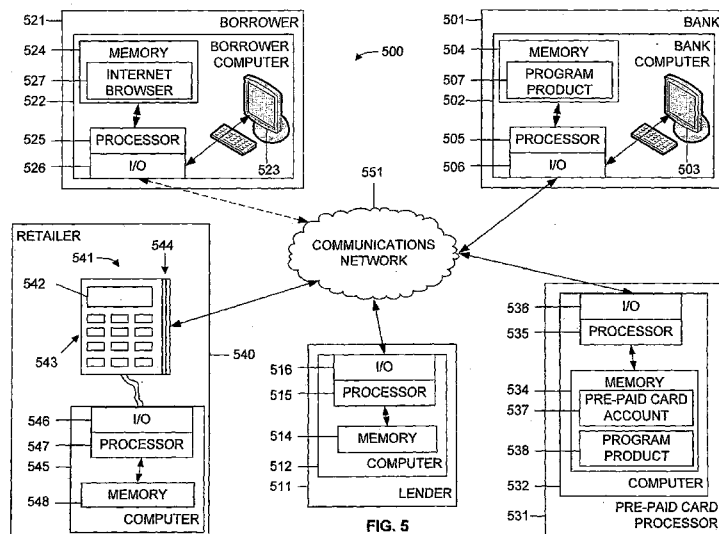 521
BORROWER
524
MEMORY
BORROWER
COMPUTER
527
INTERNET
BROWSER
522
525
PROCESSOR
526
I/O
523
500
501
BANK
504
MEMORY
BANK
COMPUTER
507
PROGRAM
PRODUCT
502
505
PROCESSOR
506
I/O
503
551
COMMUNICATIONS
NETWORK
RETAILER
541
544
542
543
540
546
I/O
547
PROCESSOR
545
548
MEMORY
COMPUTER
516
I/O
515
PROCESSOR
514
MEMORY
512
COMPUTER
511
LENDER
536
I/O
535
PROCESSOR
534
MEMORY
537
PRE-PAID CARD
ACCOUNT
538
PROGRAM
PRODUCT
532
COMPUTER
531
PRE-PAID CARD
PROCESSOR
FIG. 5